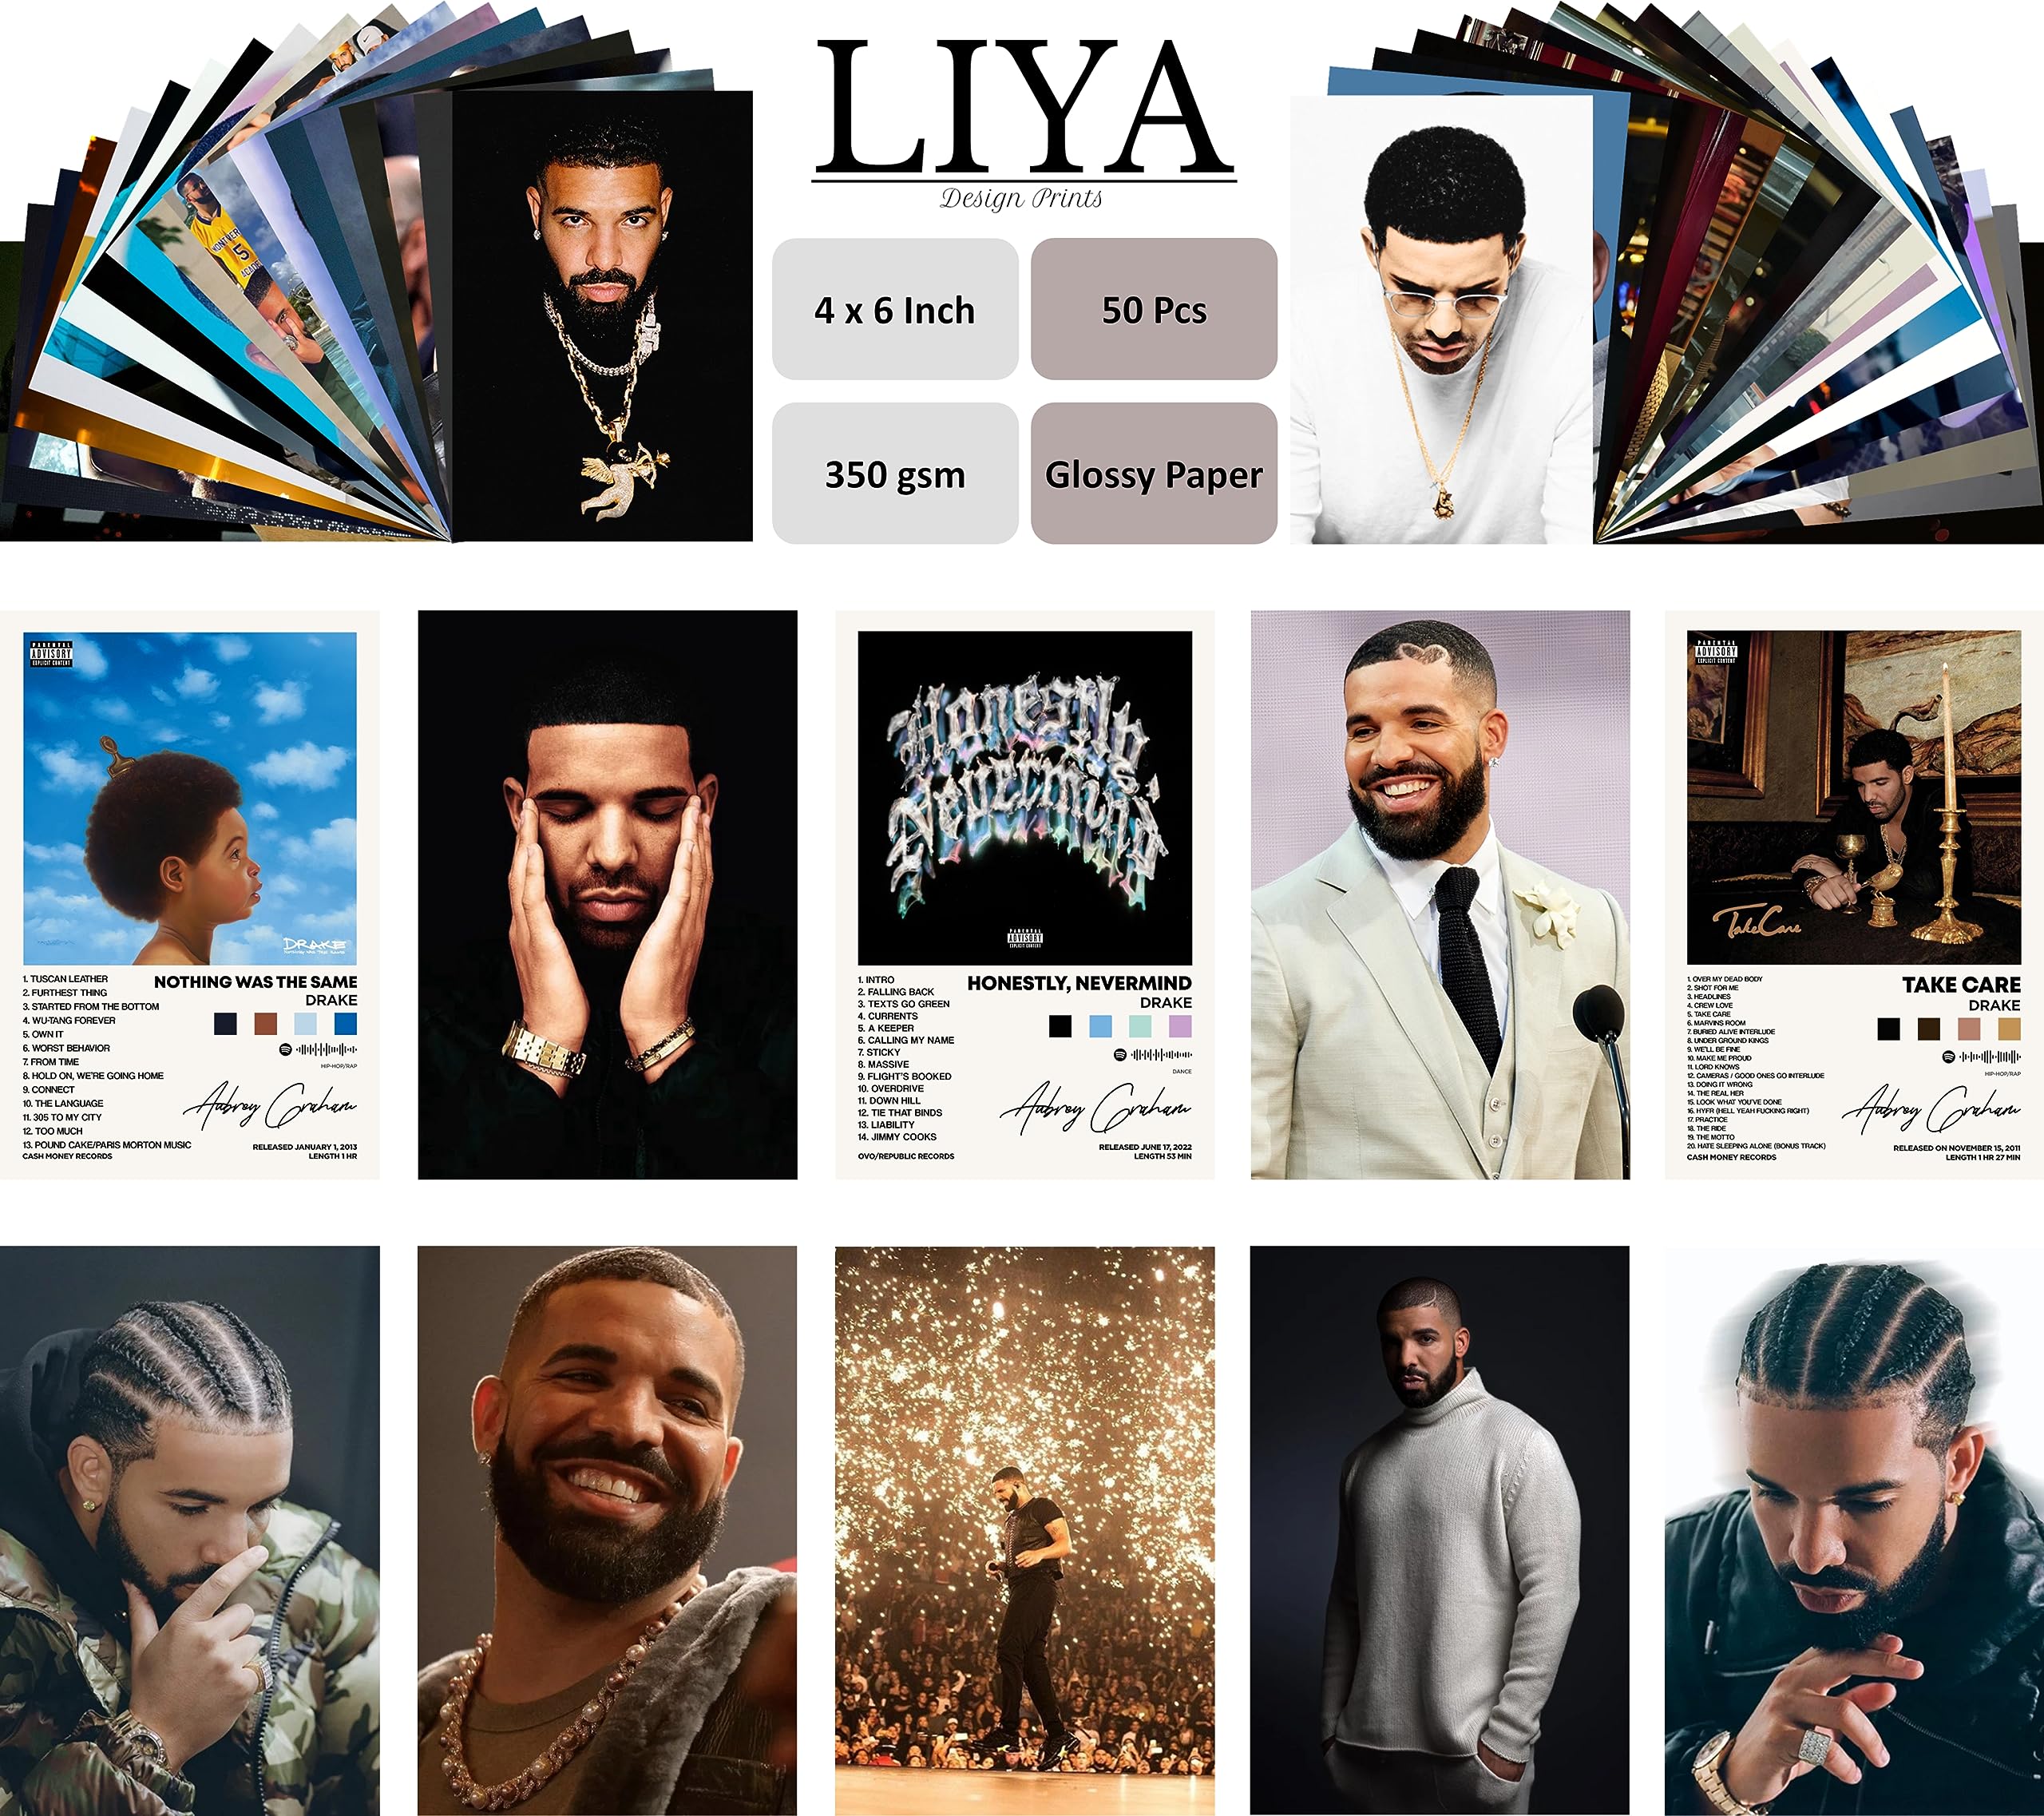 LIYA
Design Prints
4 x 6 Inch
50 Pcs
350 gsm
Glossy Paper
5
PARENTAL
ADVISORY
EXPLICIT CONTENT
DRAKE
NOTHING WAS THE SAME
1. TUSCAN LEATHER
2. FURTHEST THING
3. STARTED FROM THE BOTTOM
4. WU-TANG FOREVER
5. OWN IT
6. WORST BEHAVIOR
7. FROM TIME
8. HOLD ON, WE'RE GOING HOME
9. CONNECT
10. THE LANGUAGE
11. 305 TO MY CITY
12. TOO MUCH
13. POUND CAKE/PARIS MORTON MUSIC
CASH MONEY RECORDS
NOTHING WAS THE SAME
DRAKE
HIP-HOP/RAP
Aubrey Graham
RELEASED JANUARY 1, 2013
LENGTH 1 HR
Honestly
Nevermind
PARENTAL
ADVISORY
EXPLICIT CONTENT
1. INTRO
2. FALLING BACK
3. TEXTS GO GREEN
4. CURRENTS
5. A KEEPER
6. CALLING MY NAME
7. STICKY
8. MASSIVE
9. FLIGHT'S BOOKED
10. OVERDRIVE
11. DOWN HILL
12. TIE THAT BINDS
13. LIABILITY
14. JIMMY COOKS
OVO/REPUBLIC RECORDS
HONESTLY, NEVERMIND
DRAKE
DANCE
Aubrey Graham
RELEASED JUNE 17, 2022
LENGTH 53 MIN
PARENTAL
ADVISORY
EXPLICIT CONTENT
Take Care
1. OVER MY DEAD BODY
2. SHOT FOR ME
3. HEADLINES
4. CREW LOVE
5. TAKE CARE
6. MARVINS ROOM
7. BURIED ALIVE INTERLUDE
8. UNDER GROUND KINGS
9. WE'LL BE FINE
10. MAKE ME PROUD
11. LORD KNOWS
12. CAMERAS / GOOD ONES GO INTERLUDE
13. DOING IT WRONG
14. THE REAL HER
15. LOOK WHAT YOU'VE DONE
16. HYFR (HELL YEAH FUCKING RIGHT)
17. PRACTICE
18. THE RIDE
19. THE MOTTO
20. HATE SLEEPING ALONE (BONUS TRACK)
CASH MONEY RECORDS
TAKE CARE
DRAKE
HIP-HOP/RAP
Aubrey Graham
RELEASED ON NOVEMBER 15, 2011
LENGTH 1 HR 27 MIN